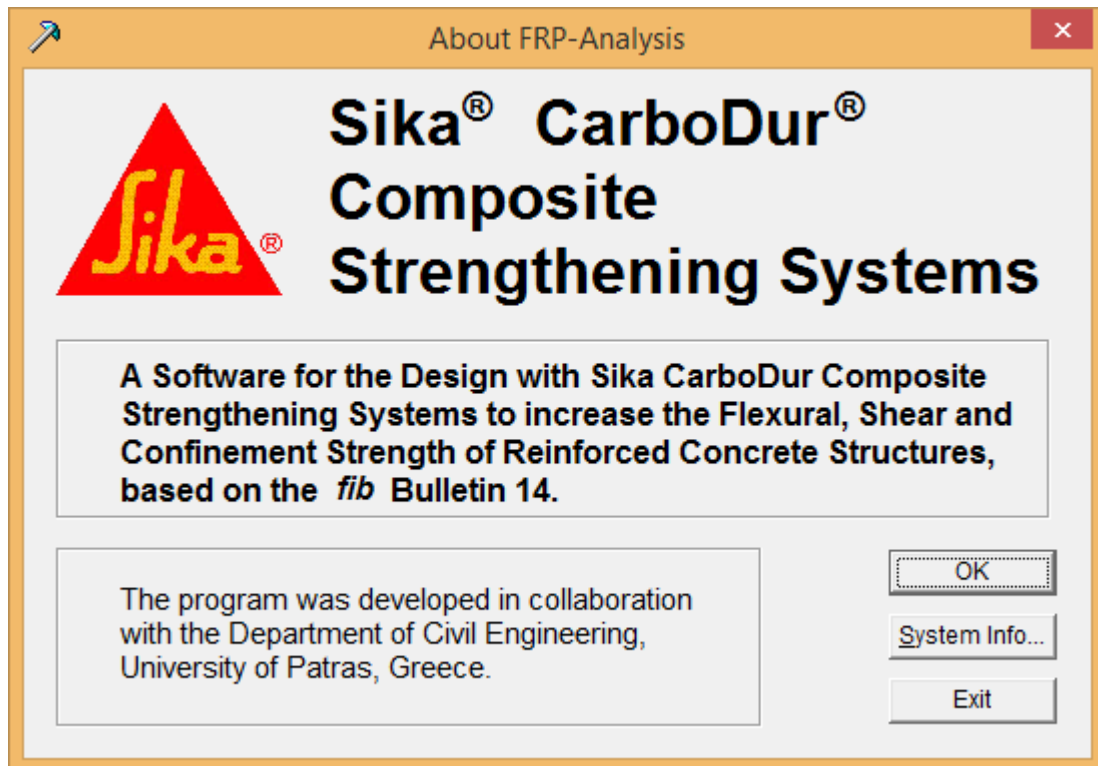 About FRP-Analysis
Sika®
Sika® CarboDur®
Composite
Strengthening Systems
A Software for the Design with Sika CarboDur Composite
Strengthening Systems to increase the Flexural, Shear and
Confinement Strength of Reinforced Concrete Structures,
based on the fib Bulletin 14.
The program was developed in collaboration
with the Department of Civil Engineering,
University of Patras, Greece.
OK
System Info...
Exit